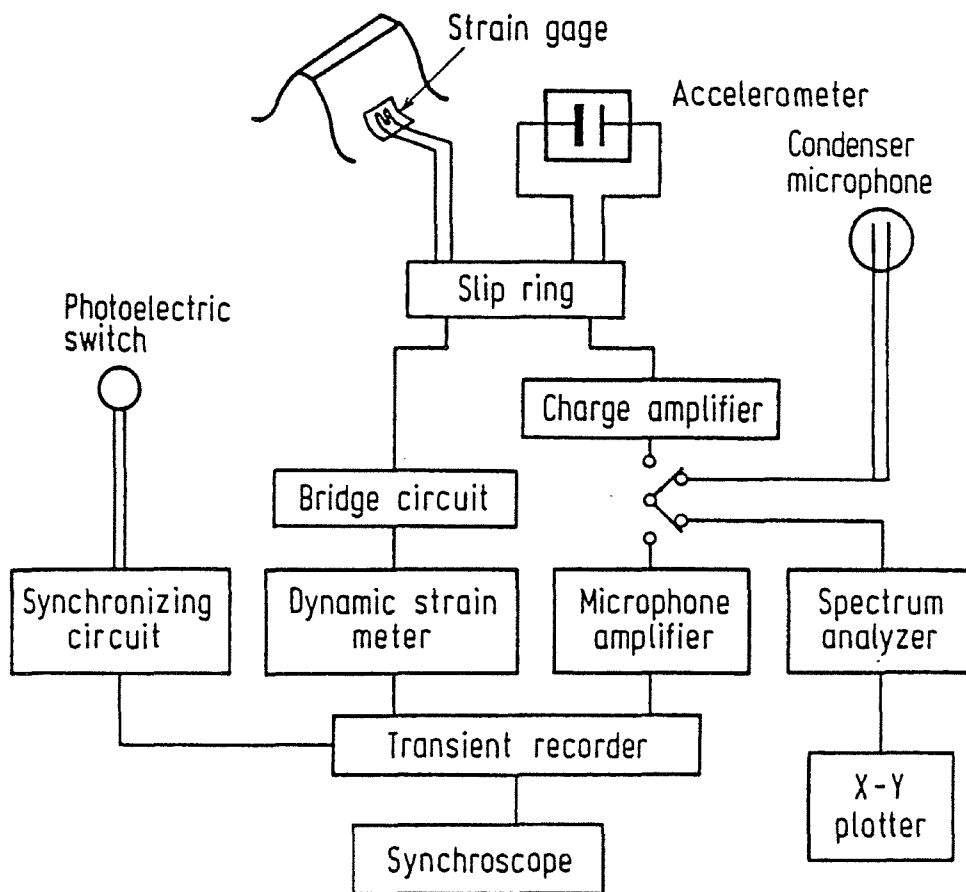 Strain gage
Accelerometer
Condenser
microphone
Slip ring
Photoelectric
switch
Charge amplifier
Bridge circuit
Synchronizing
circuit
Dynamic strain
meter
Microphone
amplifier
Spectrum
analyzer
Transient recorder
X-Y
plotter
Synchroscope